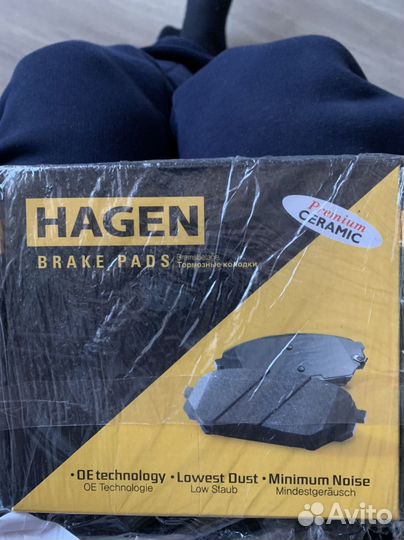 HAGEN
Premium
CERAMIC
BRAKE PADS
Bremsbeläge
Тормозные колодки
• OE technology • Lowest Dust • Minimum Noise
OE Technologie Low Staub Mindestgeräusch
Avito